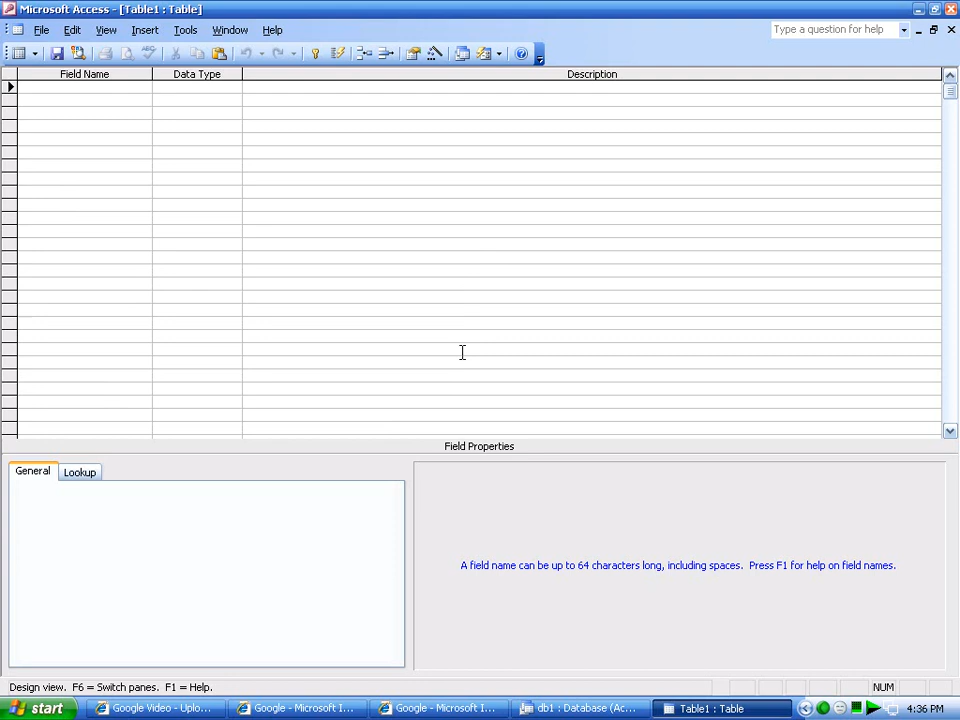 Microsoft Access - [Table1 : Table]
File Edit View Insert Tools Window Help
Type a question for help
Field Name Data Type Description
Field Properties
General Lookup
A field name can be up to 64 characters long, including spaces. Press F1 for help on field names.
Design view. F6 = Switch panes. F1 = Help.
NUM
start Google Video - Uplo... Google - Microsoft I... Google - Microsoft I... db1 : Database (Ac... Table1 : Table 4:36 PM